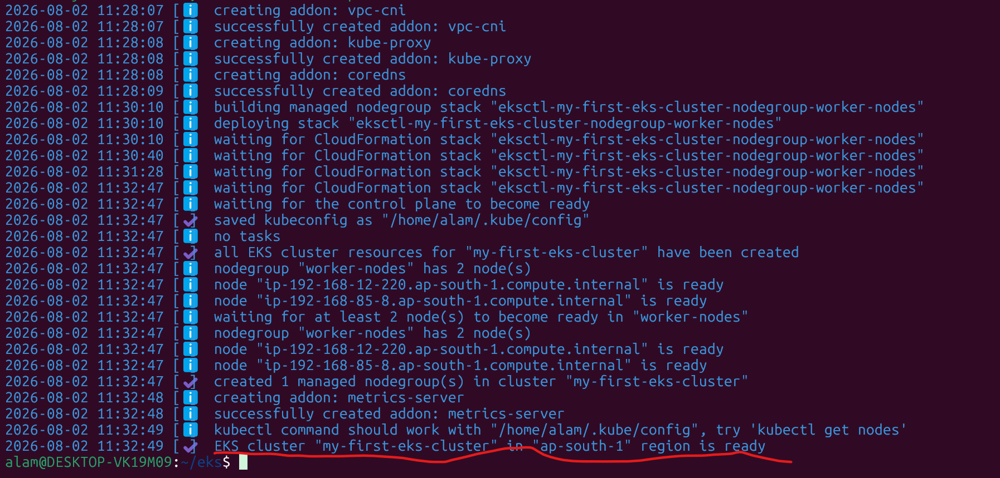 2026-08-02 11:28:07 [ℹ]  creating addon: vpc-cni
2026-08-02 11:28:07 [ℹ]  successfully created addon: vpc-cni
2026-08-02 11:28:08 [ℹ]  creating addon: kube-proxy
2026-08-02 11:28:08 [ℹ]  successfully created addon: kube-proxy
2026-08-02 11:28:08 [ℹ]  creating addon: coredns
2026-08-02 11:28:09 [ℹ]  successfully created addon: coredns
2026-08-02 11:30:10 [ℹ]  building managed nodegroup stack "eksctl-my-first-eks-cluster-nodegroup-worker-nodes"
2026-08-02 11:30:10 [ℹ]  deploying stack "eksctl-my-first-eks-cluster-nodegroup-worker-nodes"
2026-08-02 11:30:10 [ℹ]  waiting for CloudFormation stack "eksctl-my-first-eks-cluster-nodegroup-worker-nodes"
2026-08-02 11:30:40 [ℹ]  waiting for CloudFormation stack "eksctl-my-first-eks-cluster-nodegroup-worker-nodes"
2026-08-02 11:31:28 [ℹ]  waiting for CloudFormation stack "eksctl-my-first-eks-cluster-nodegroup-worker-nodes"
2026-08-02 11:32:47 [ℹ]  waiting for CloudFormation stack "eksctl-my-first-eks-cluster-nodegroup-worker-nodes"
2026-08-02 11:32:47 [ℹ]  waiting for the control plane to become ready
2026-08-02 11:32:47 [✔]  saved kubeconfig as "/home/alam/.kube/config"
2026-08-02 11:32:47 [ℹ]  no tasks
2026-08-02 11:32:47 [✔]  all EKS cluster resources for "my-first-eks-cluster" have been created
2026-08-02 11:32:47 [ℹ]  nodegroup "worker-nodes" has 2 node(s)
2026-08-02 11:32:47 [ℹ]  node "ip-192-168-12-220.ap-south-1.compute.internal" is ready
2026-08-02 11:32:47 [ℹ]  node "ip-192-168-85-8.ap-south-1.compute.internal" is ready
2026-08-02 11:32:47 [ℹ]  waiting for at least 2 node(s) to become ready in "worker-nodes"
2026-08-02 11:32:47 [ℹ]  nodegroup "worker-nodes" has 2 node(s)
2026-08-02 11:32:47 [ℹ]  node "ip-192-168-12-220.ap-south-1.compute.internal" is ready
2026-08-02 11:32:47 [ℹ]  node "ip-192-168-85-8.ap-south-1.compute.internal" is ready
2026-08-02 11:32:47 [✔]  created 1 managed nodegroup(s) in cluster "my-first-eks-cluster"
2026-08-02 11:32:48 [ℹ]  creating addon: metrics-server
2026-08-02 11:32:48 [ℹ]  successfully created addon: metrics-server
2026-08-02 11:32:49 [ℹ]  kubectl command should work with "/home/alam/.kube/config", try 'kubectl get nodes'
2026-08-02 11:32:49 [✔]  EKS cluster "my-first-eks-cluster" in "ap-south-1" region is ready
alam@DESKTOP-VK19M09:~/eks$